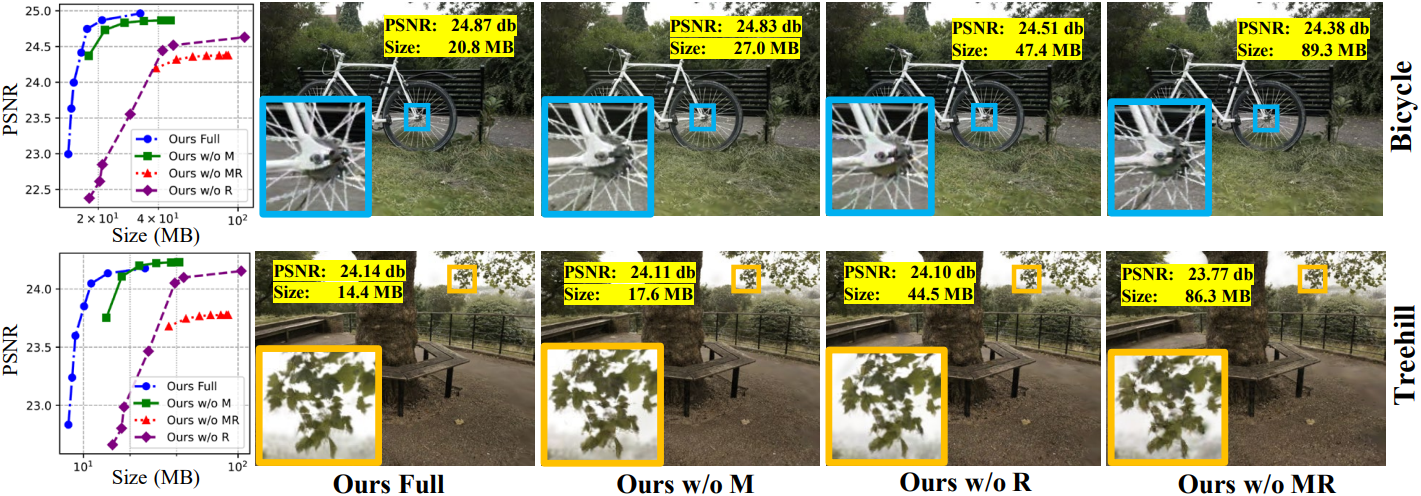 25.0
24.5
24.0
23.5
23.0
22.5
PSNR
Ours Full
Ours w/o M
Ours w/o MR
Ours w/o R
2 × 10¹
4 × 10¹
10²
Size (MB)
PSNR: 24.87 db
Size: 20.8 MB
PSNR: 24.83 db
Size: 27.0 MB
PSNR: 24.51 db
Size: 47.4 MB
PSNR: 24.38 db
Size: 89.3 MB
Bicycle
24.0
23.5
23.0
PSNR
Ours Full
Ours w/o M
Ours w/o MR
Ours w/o R
10¹
10²
Size (MB)
PSNR: 24.14 db
Size: 14.4 MB
PSNR: 24.11 db
Size: 17.6 MB
PSNR: 24.10 db
Size: 44.5 MB
PSNR: 23.77 db
Size: 86.3 MB
Treehill
Ours Full
Ours w/o M
Ours w/o R
Ours w/o MR